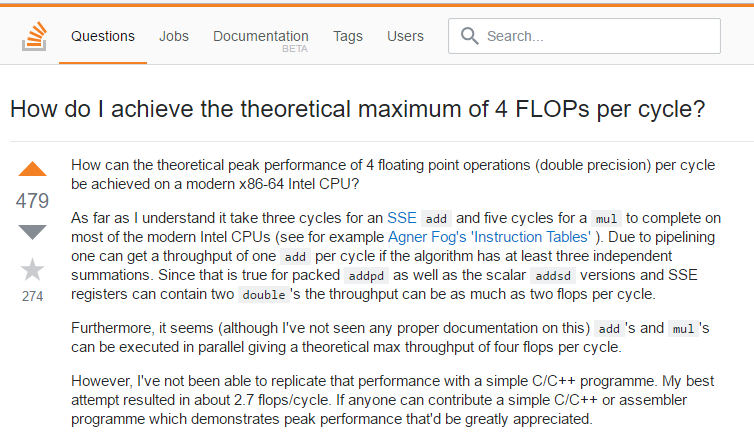 Questions Jobs Documentation Tags Users Search...
BETA
How do I achieve the theoretical maximum of 4 FLOPs per cycle?
479
274
How can the theoretical peak performance of 4 floating point operations (double precision) per cycle
be achieved on a modern x86-64 Intel CPU?
As far as I understand it take three cycles for an SSE add and five cycles for a mul to complete on
most of the modern Intel CPUs (see for example Agner Fog's 'Instruction Tables' ). Due to pipelining
one can get a throughput of one add per cycle if the algorithm has at least three independent
summations. Since that is true for packed addpd as well as the scalar addsd versions and SSE
registers can contain two double 's the throughput can be as much as two flops per cycle.
Furthermore, it seems (although I've not seen any proper documentation on this) add 's and mul 's
can be executed in parallel giving a theoretical max throughput of four flops per cycle.
However, I've not been able to replicate that performance with a simple C/C++ programme. My best
attempt resulted in about 2.7 flops/cycle. If anyone can contribute a simple C/C++ or assembler
programme which demonstrates peak performance that'd be greatly appreciated.